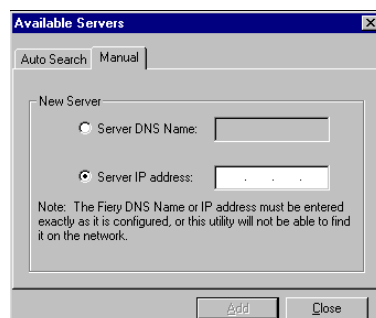 Available Servers
Auto Search Manual
New Server
Server DNS Name:
Server IP address: . . .
Note: The Fiery DNS Name or IP address must be entered
exactly as it is configured, or this utility will not be able to find
it on the network.
Add Close